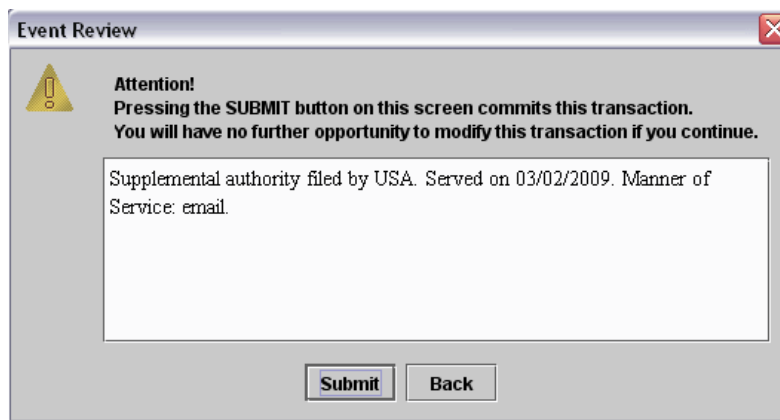 Event Review
Attention!
Pressing the SUBMIT button on this screen commits this transaction.
You will have no further opportunity to modify this transaction if you continue.
Supplemental authority filed by USA. Served on 03/02/2009. Manner of
Service: email.
Submit Back